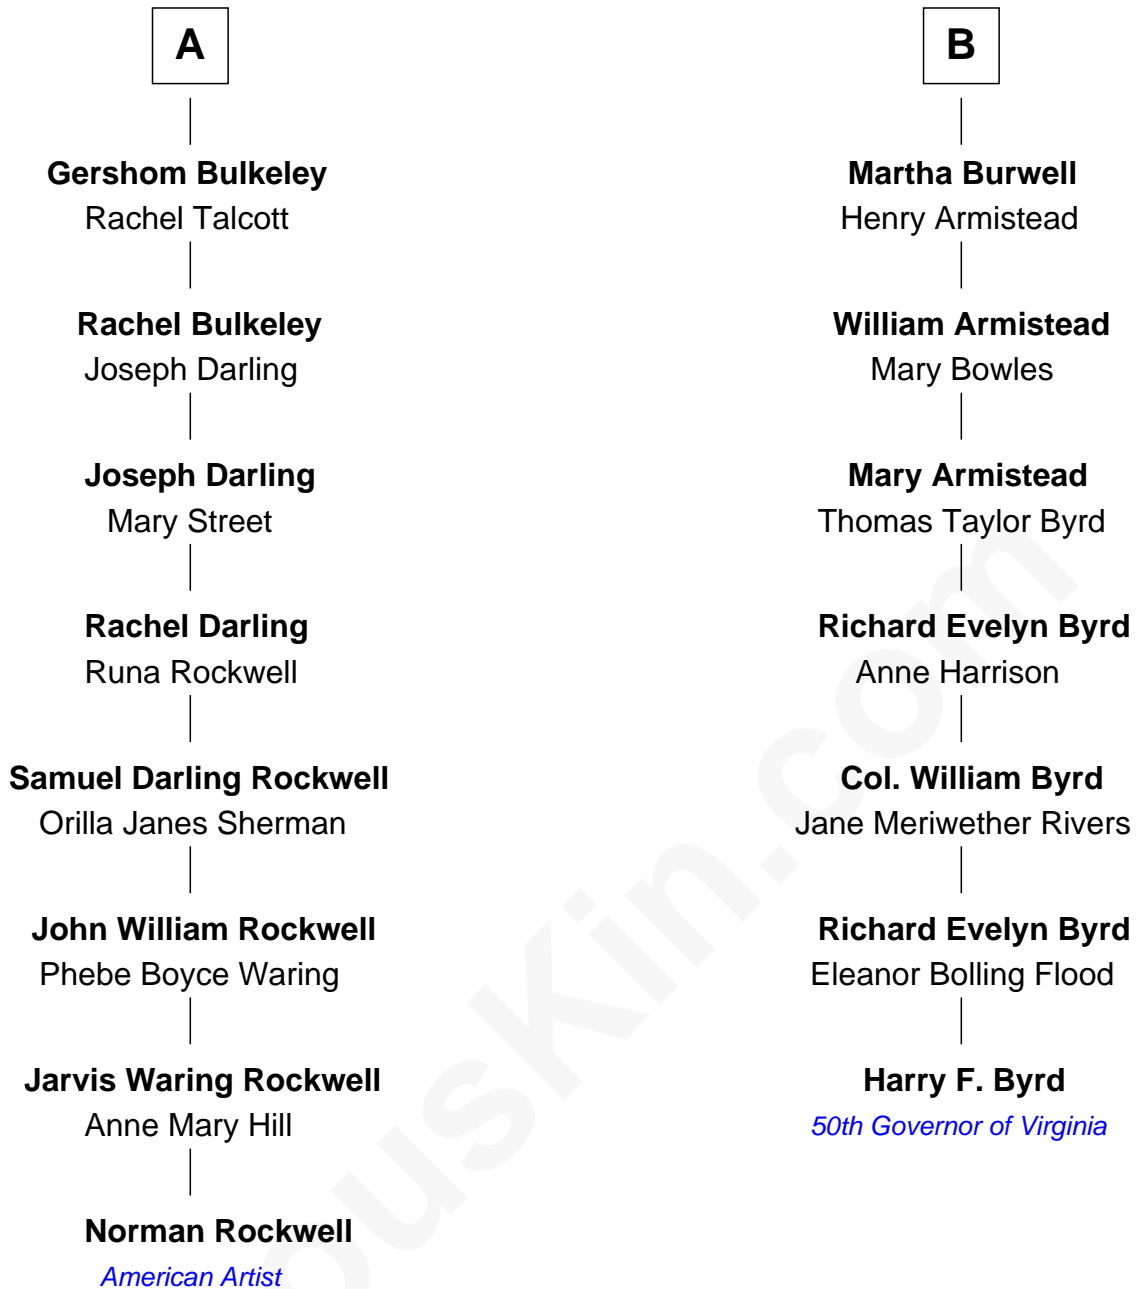 A
Gershom Bulkeley
Rachel Talcott
Rachel Bulkeley
Joseph Darling
Joseph Darling
Mary Street
Rachel Darling
Runa Rockwell
Samuel Darling Rockwell
Orilla Janes Sherman
John William Rockwell
Phebe Boyce Waring
Jarvis Waring Rockwell
Anne Mary Hill
Norman Rockwell
American Artist
B
Martha Burwell
Henry Armistead
William Armistead
Mary Bowles
Mary Armistead
Thomas Taylor Byrd
Richard Evelyn Byrd
Anne Harrison
Col. William Byrd
Jane Meriwether Rivers
Richard Evelyn Byrd
Eleanor Bolling Flood
Harry F. Byrd
50th Governor of Virginia
ousKin.com